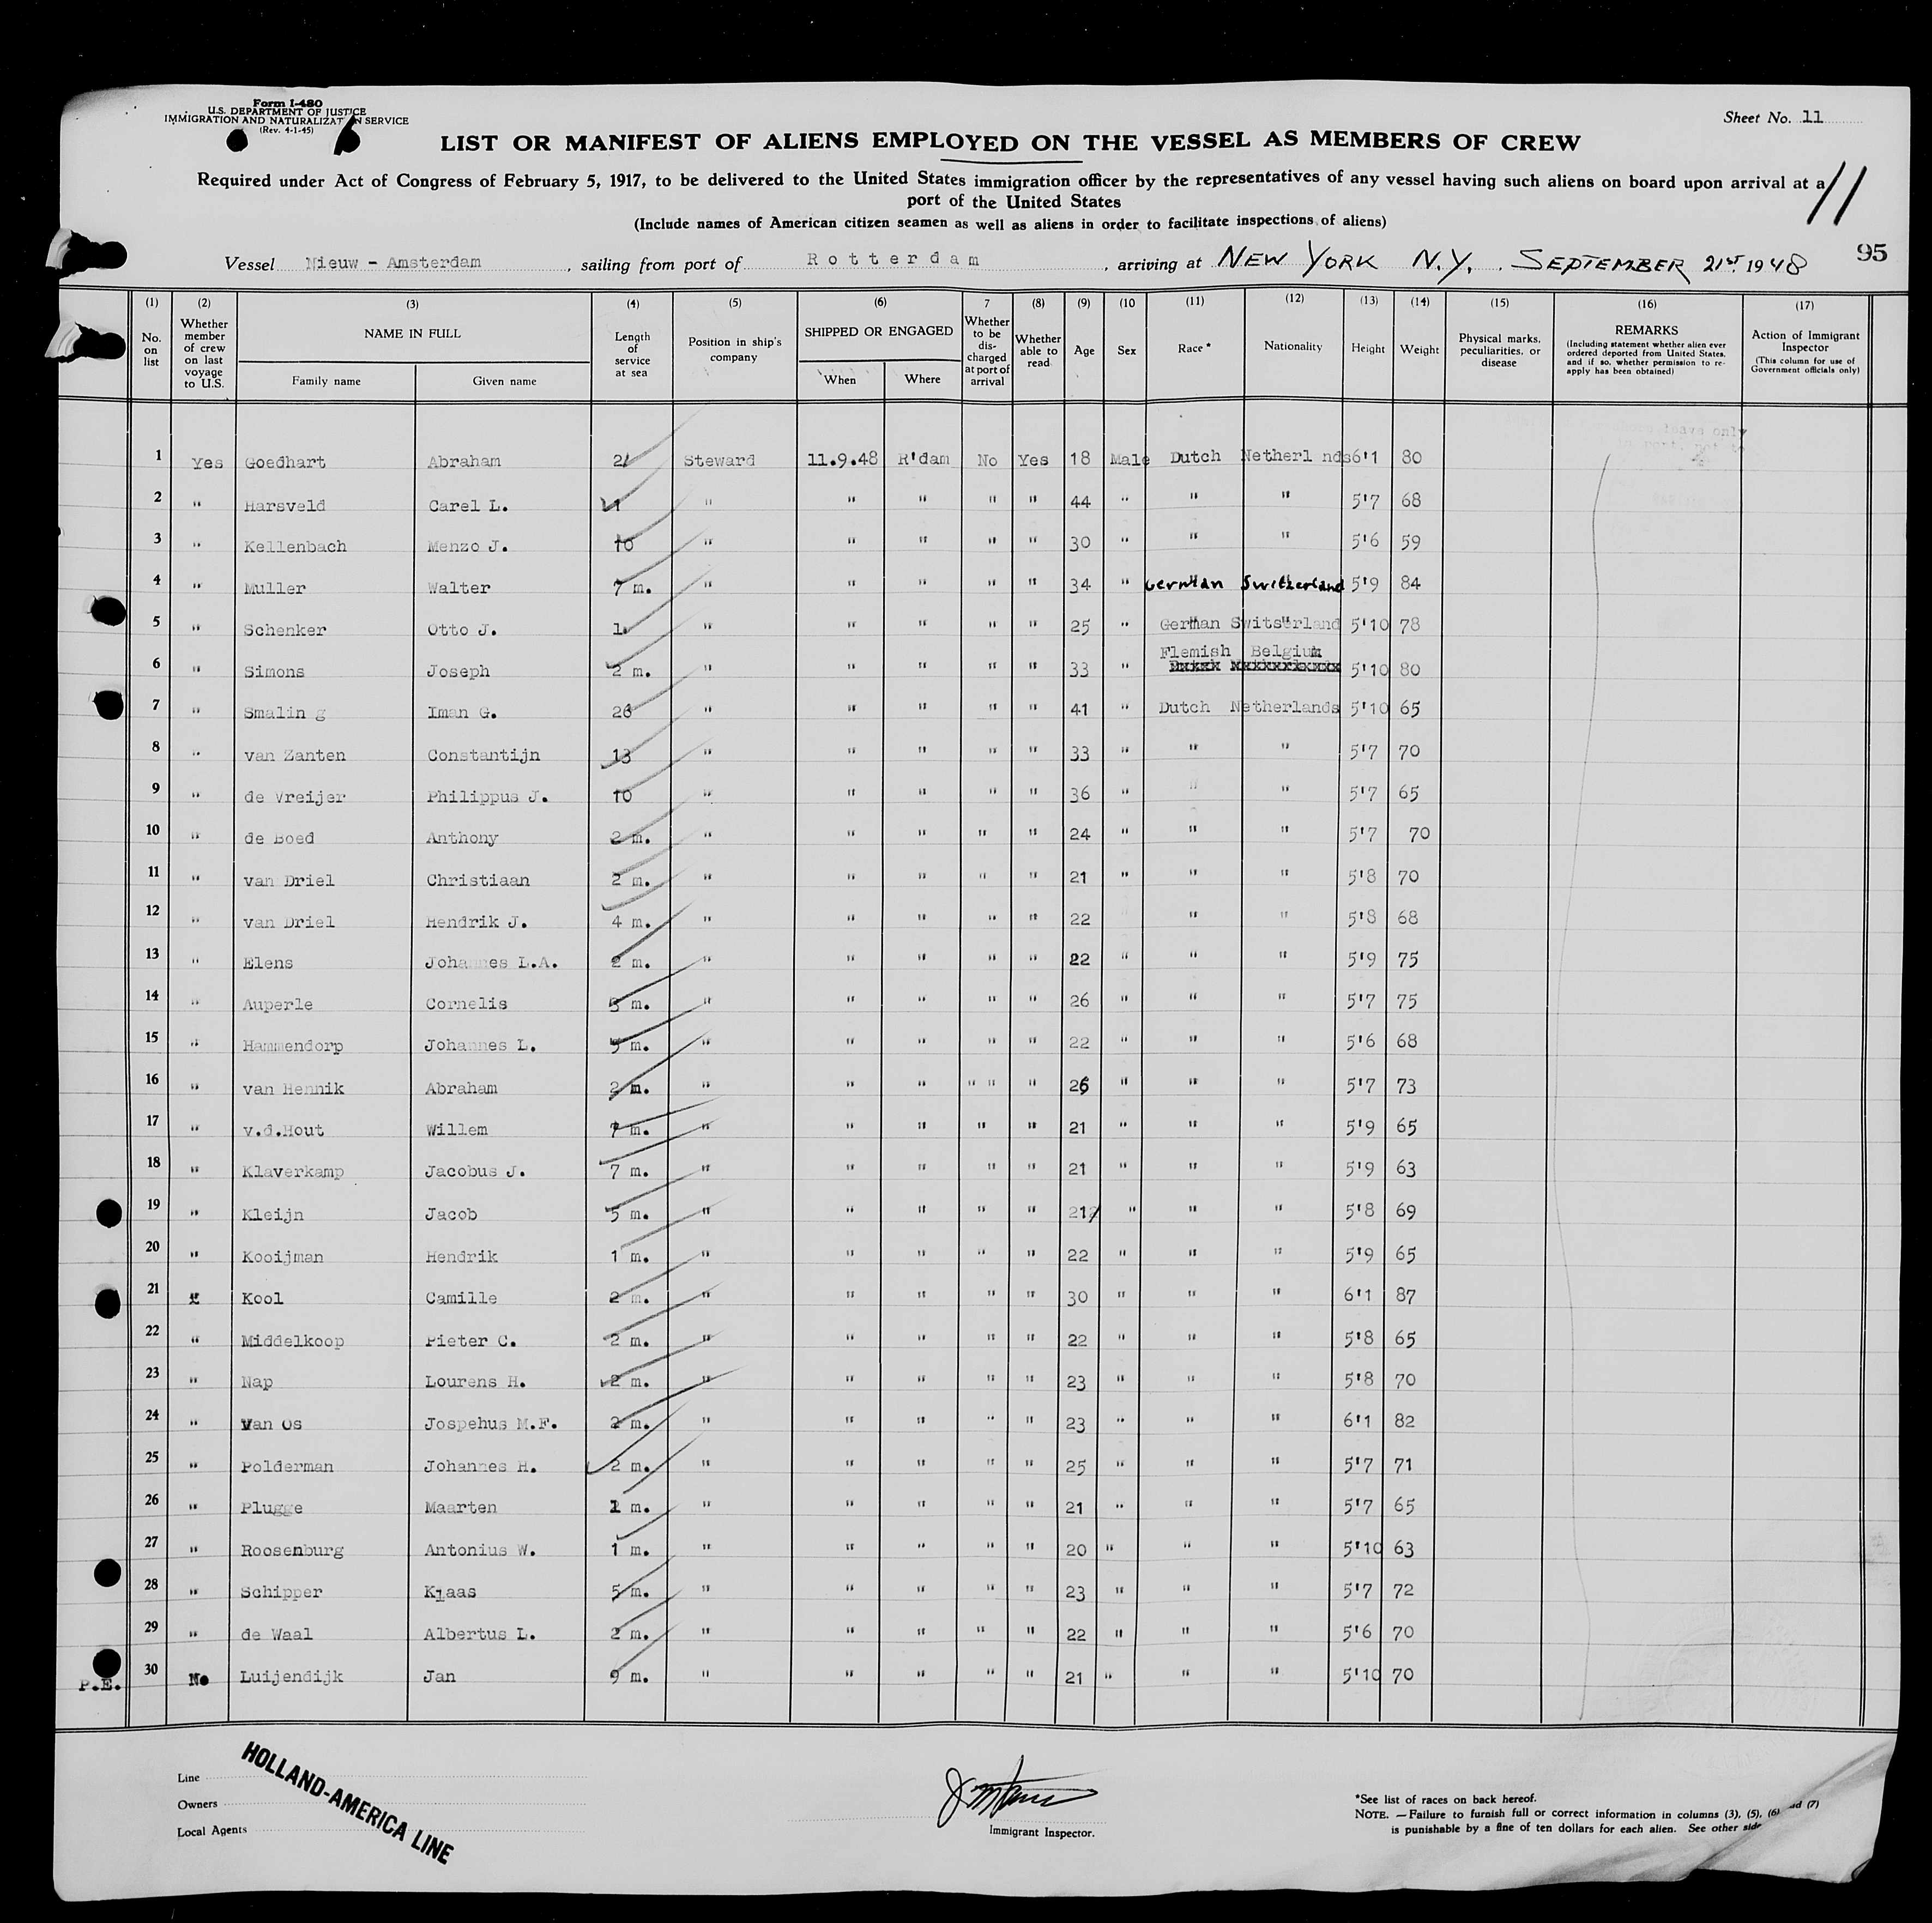 Form I-480
U.S. DEPARTMENT OF JUSTICE
IMMIGRATION AND NATURALIZATION SERVICE
(Rev. 4-1-45)
Sheet No. 11
LIST OR MANIFEST OF ALIENS EMPLOYED ON THE VESSEL AS MEMBERS OF CREW
Required under Act of Congress of February 5, 1917, to be delivered to the United States immigration officer by the representatives of any vessel having such aliens on board upon arrival at a
port of the United States
11
(Include names of American citizen seamen as well as aliens in order to facilitate inspections of aliens)
95
Vessel Nieuw - Amsterdam, sailing from port of Rotterdam, arriving at NEW YORK N.Y. SEPTEMBER 21st 1948
(1) (2) (3) (4) (5) (6) 7 (8) (9) (10 (11) (12) (13) (14) (15) (16) (17)
No. on list
Whether member of crew on last voyage to U.S.
NAME IN FULL
Family name Given name
Length of service at sea
Position in ship's company
SHIPPED OR ENGAGED
When Where
Whether to be discharged at port of arrival
Whether able to read
Age
Sex
Race*
Nationality
Height
Weight
Physical marks, peculiarities, or disease
REMARKS
(Including statement whether alien ever ordered deported from United States, and if so, whether permission to re-apply has been obtained)
Action of Immigrant Inspector
(This column for use of Government officials only)
1 Yes Goedhart Abraham Steward 11.9.48 R'dam No Yes 18 Male Dutch Netherl nds 6'1 80
2 " Harsveld Carel L. " " " " " 44 " " " 5'7 68
3 " Kellenbach Menzo J. 10 " " " " " 30 " " " 5'6 59
4 " Muller Walter 7 m. " " " " " 34 " German Switzerland 5'9 84
5 " Schenker Otto J. 1 " " " " " 25 " German Switserland 5'10 78
6 " Simons Joseph 2 m. " " " " " 33 " Flemish Belgium 5'10 80
7 " Smalin g Iman G. 26 " " " " " 41 " Dutch Netherlands 5'10 65
8 " van Zanten Constantijn 13 " " " " " 33 " " " 5'7 70
9 " de Vreijer Philippus J. 10 " " " " " 36 " " " 5'7 65
10 " de Boed Anthony 2 m. " " " " " 24 " " " 5'7 70
11 " van Driel Christiaan 2 m. " " " " " 21 " " " 5'8 70
12 " van Driel Hendrik J. 4 m. " " " " " 22 " " 5'8 68
13 " Elens Johannes L.A. 2 m. " " " " " 22 " " " 5'9 75
14 " Auperle Cornelis m. " " " " " 26 " " " 5'7 75
15 " Hammendorp Johannes L. m. " " " " " 22 " " " 5'6 68
16 " van Hennik Abraham 2 m. " " " " " " 26 " " " 5'7 73
17 " v.d.Hout Willem 7 m. " " " " " 21 " " " 5'9 65
18 " Klaverkamp Jacobus J. 7 m. " " " " " 21 " " " 5'9 63
19 " Kleijn Jacob 5 m. " " " " " 21 " " " 5'8 69
20 " Kooijman Hendrik 1 m. " " " " " 22 " " " 5'9 65
21 " Kool Camille 2 m. " " " " " 30 " " " 6'1 87
22 " Middelkoop Pieter C. 2 m. " " " " " 22 " " " 5'8 65
23 " Nap Lourens H. 2 m. " " " " " 23 " " " 5'8 70
24 " Van Os Jospehus M.F. 2 m. " " " " " 23 " " " 6'1 82
25 " Polderman Johannes H. 2 m. " " " " " 25 " " " 5'7 71
26 " Plugge Maarten 1 m. " " " " " 21 " " " 5'7 65
27 " Roosenburg Antonius W. 1 m. " " " " " 20 " " " 5'10 63
28 " Schipper Klaas 5 m. " " " " " 23 " " " 5'7 72
29 " de Waal Albertus L. 2 m. " " " " " 22 " " " 5'6 70
P.E. 30 No Luijendijk Jan 9 m. " " " " " 21 " " " 5'10 70
Line
Owners
Local Agents
HOLLAND-AMERICA LINE
Immigrant Inspector.
*See list of races on back hereof.
NOTE.—Failure to furnish full or correct information in columns (3), (5), (6) and (7)
is punishable by a fine of ten dollars for each alien. See other side